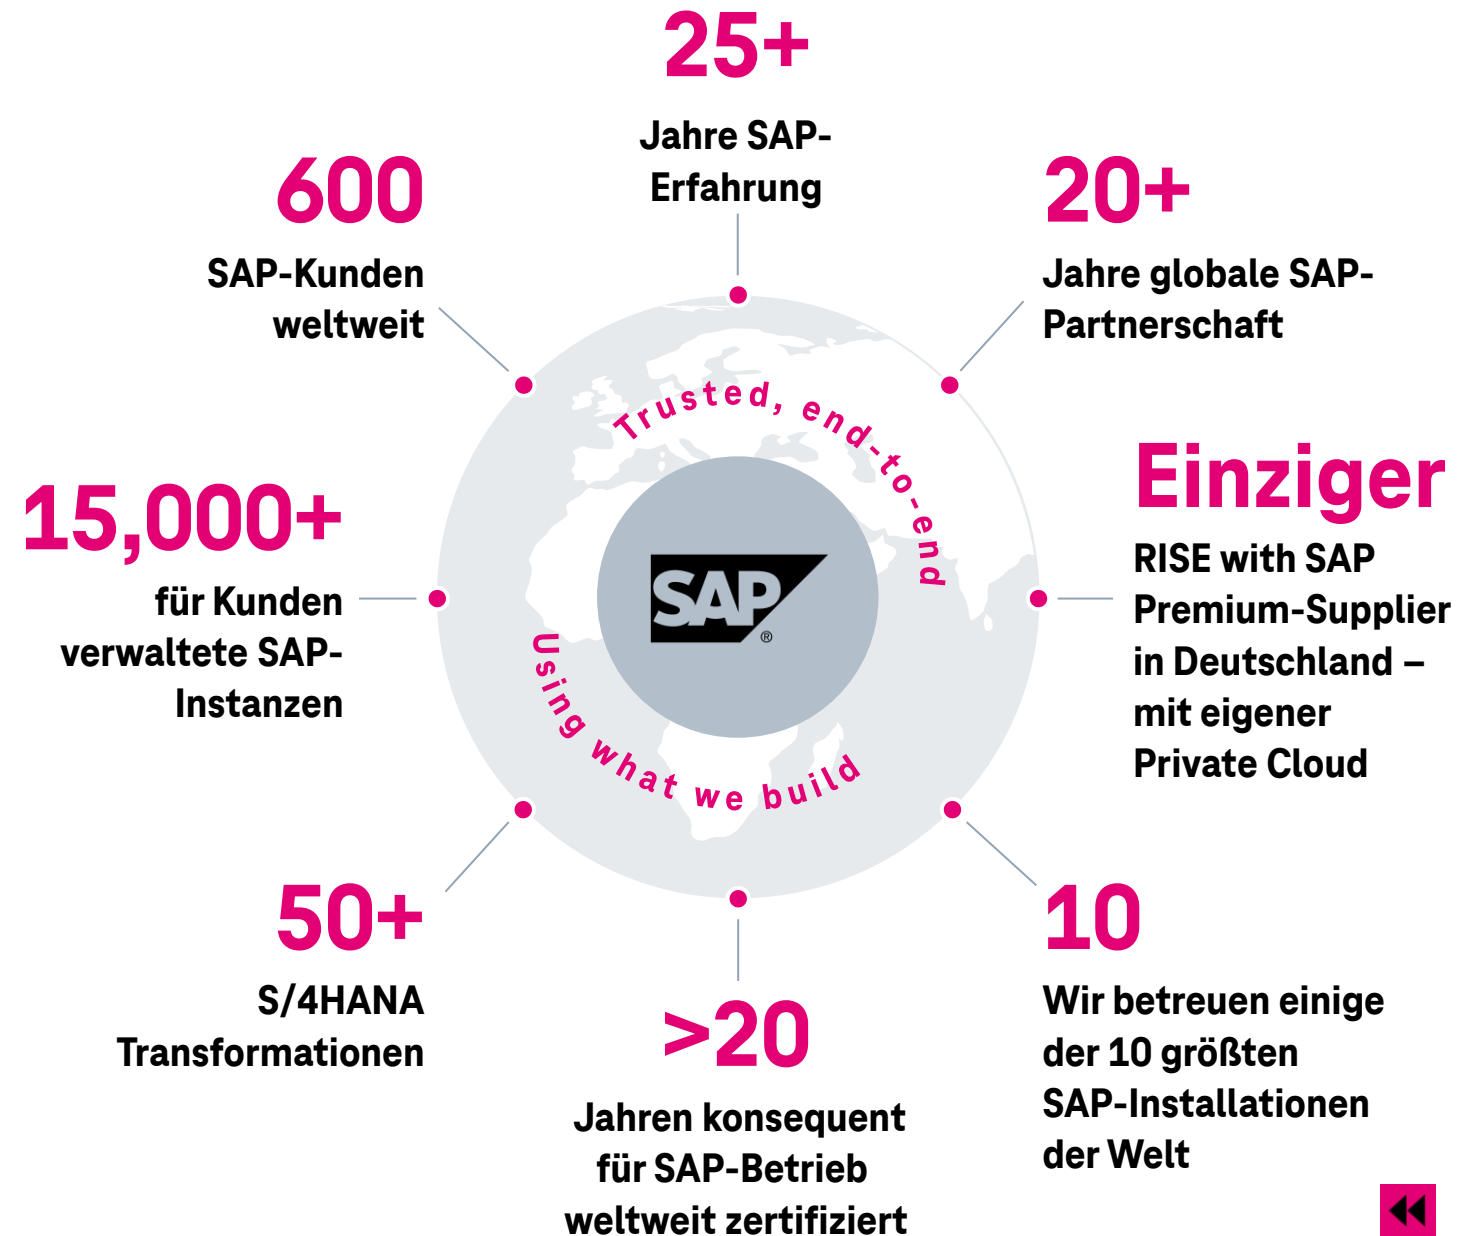 25+
Jahre SAP-
Erfahrung
20+
Jahre globale SAP-
Partnerschaft
Einziger
RISE with SAP
Premium-Supplier
in Deutschland –
mit eigener
Private Cloud
10
Wir betreuen einige
der 10 größten
SAP-Installationen
der Welt
>20
Jahren konsequent
für SAP-Betrieb
weltweit zertifiziert
50+
S/4HANA
Transformationen
15,000+
für Kunden
verwaltete SAP-
Instanzen
600
SAP-Kunden
weltweit
Trusted, end-to-end
SAP®
Using what we build